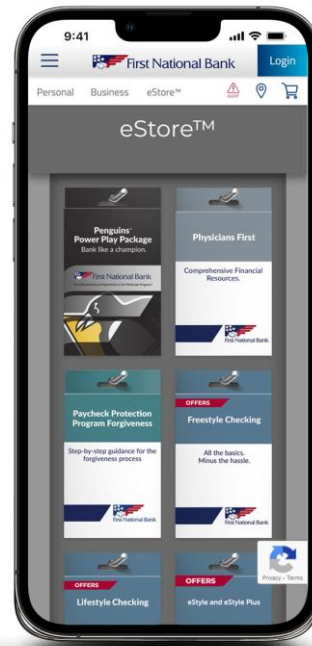 9:41
First National Bank
Login
Personal Business eStore™
ALERT
eStore™
Penguins®
Power Play Package
Bank like a champion.
First National Bank
Physicians First
Comprehensive Financial
Resources.
First National Bank
Paycheck Protection
Program Forgiveness
Step-by-step guidance for the
forgiveness process
First National Bank
OFFERS
Freestyle Checking
All the basics.
Minus the hassle.
First National Bank
OFFERS
Lifestyle Checking
OFFERS
eStyle and eStyle Plus
Privacy - Terms